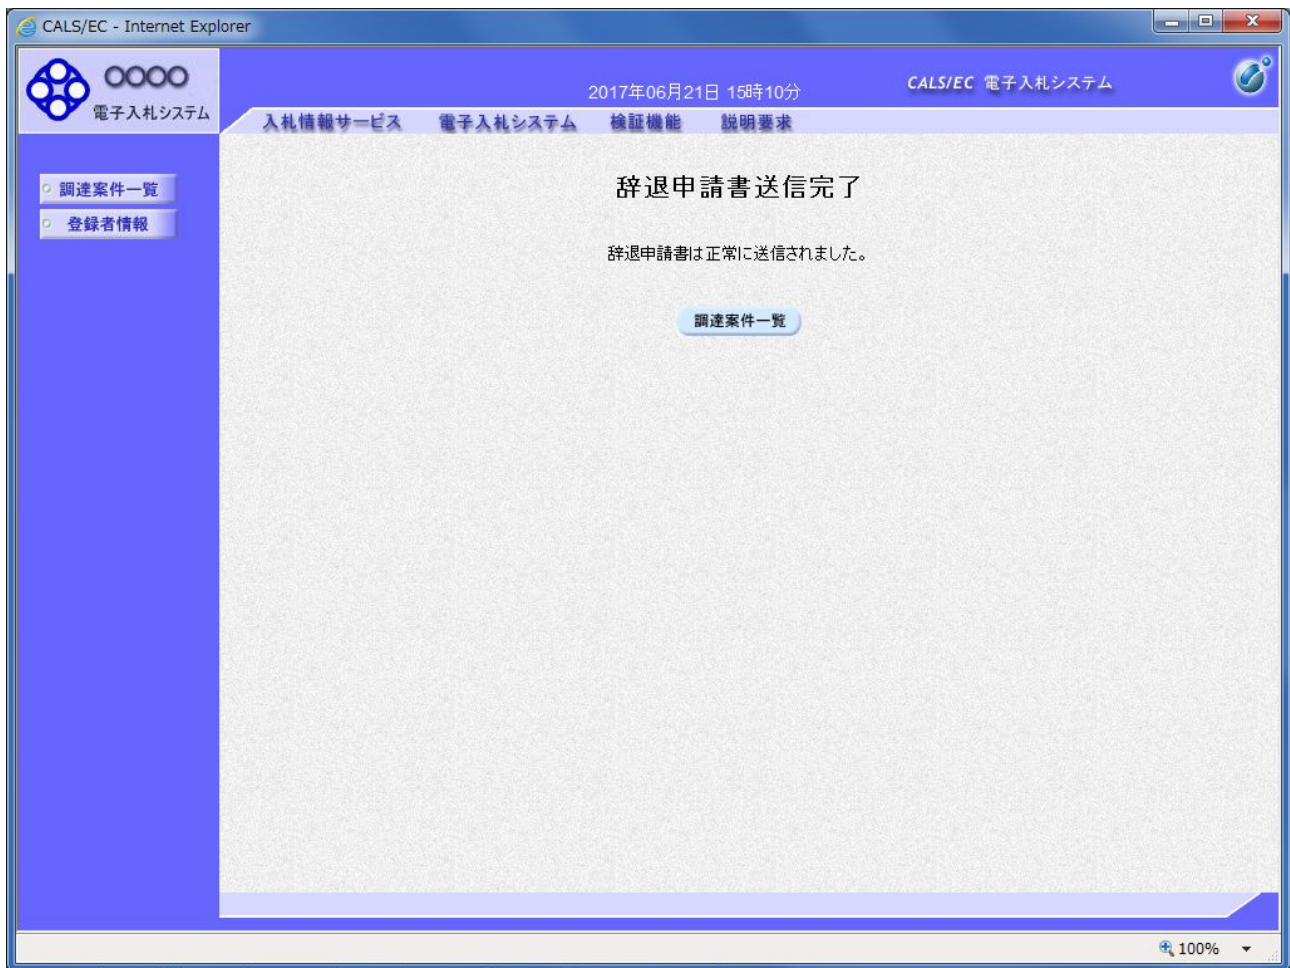 CALS/EC - Internet Explorer
○○○○
電子入札システム
2017年06月21日 15時10分
CALS/EC 電子入札システム
入札情報サービス 電子入札システム 検証機能 説明要求
調達案件一覧
登録者情報
辞退申請書送信完了
辞退申請書は正常に送信されました。
調達案件一覧
100%